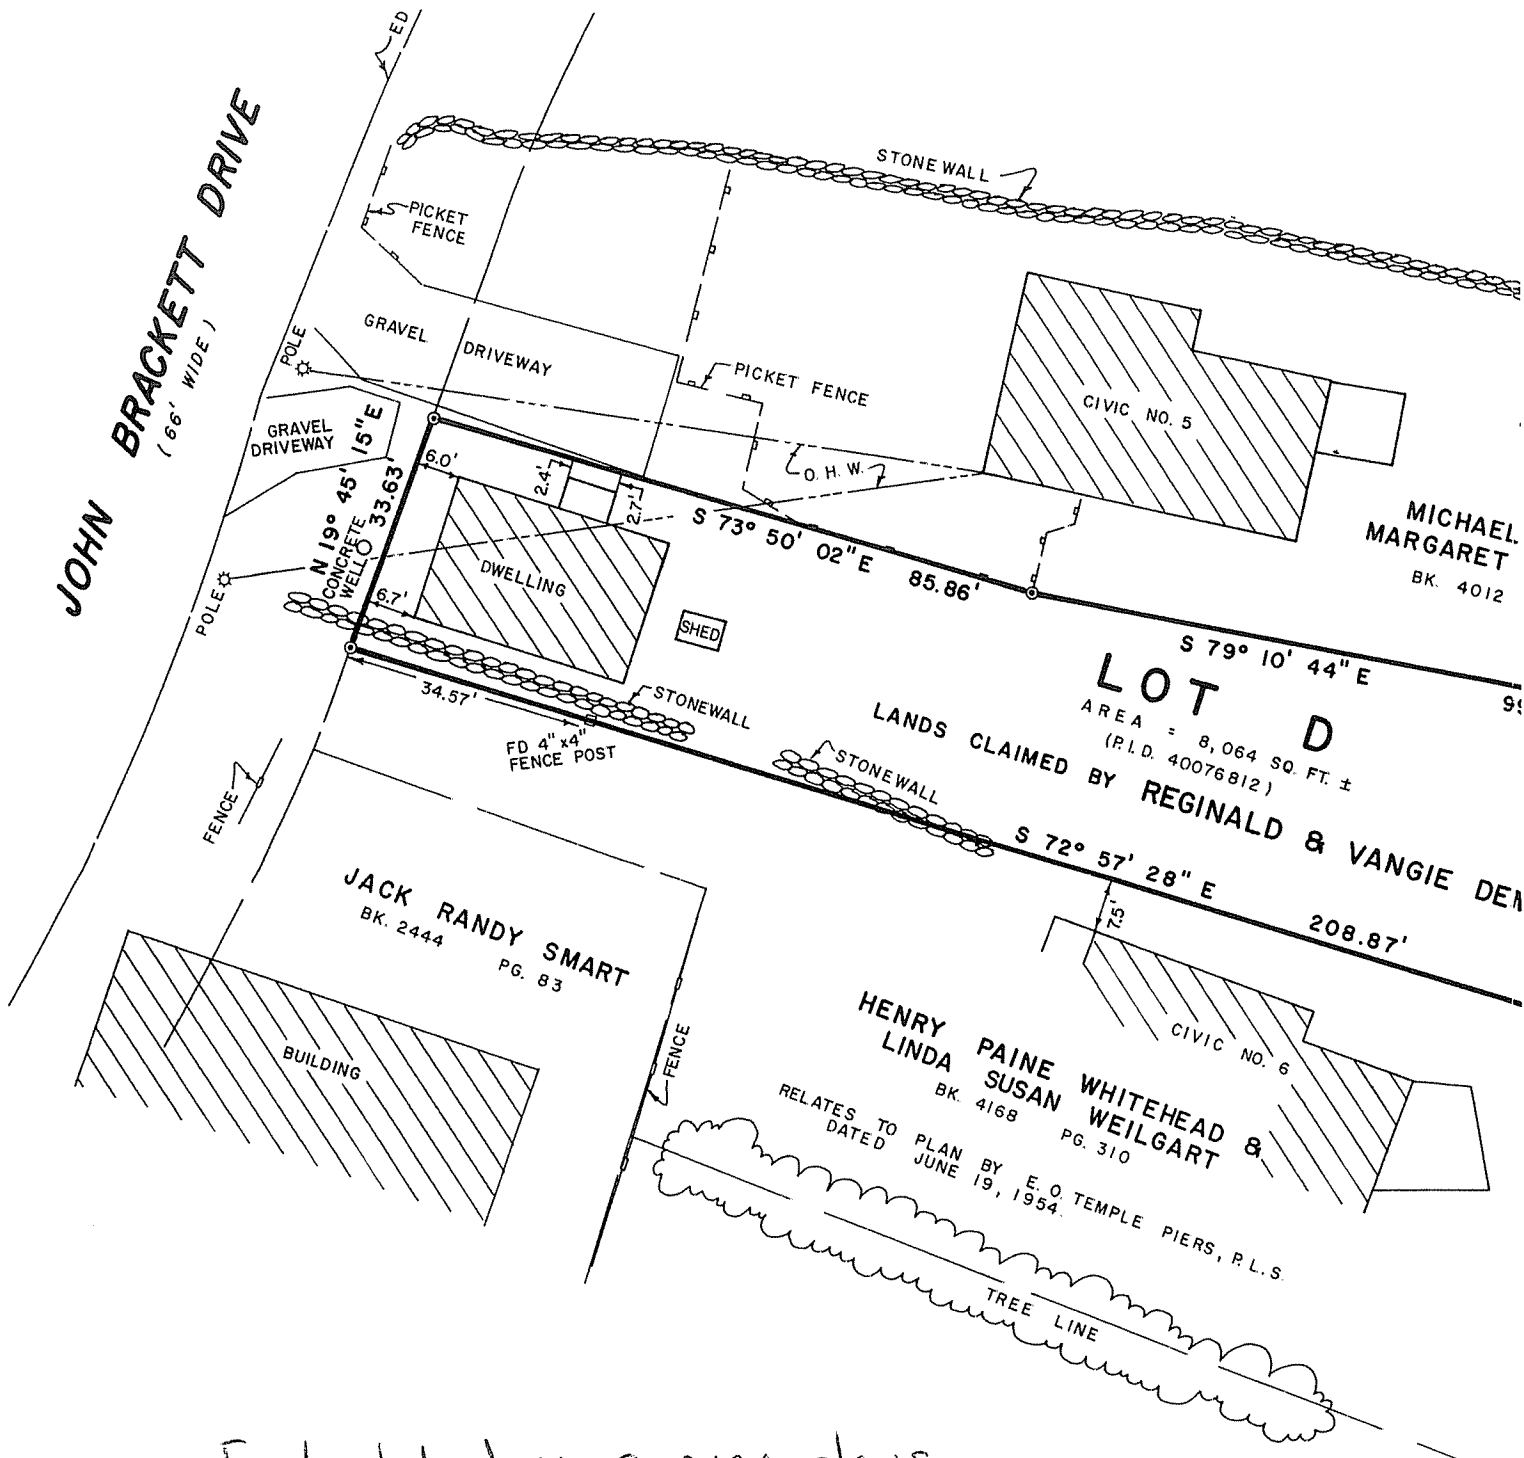 ED
JOHN BRACKETT DRIVE
(66' WIDE)
STONE WALL
PICKET
FENCE
POLE
GRAVEL DRIVEWAY
PICKET FENCE
GRAVEL
DRIVEWAY
CIVIC NO. 5
O. H. W.
N 19° 45' 15" E
33.63'
CONCRETE
WELL
6.0'
2.4'
2.7'
S 73° 50' 02" E 85.86'
MICHAEL
MARGARET
BK. 4012
DWELLING
6.7'
POLE
SHED
S 79° 10' 44" E
99
LOT D
AREA = 8,064 SQ. FT. ±
(P.I.D. 40076812)
LANDS CLAIMED BY REGINALD & VANGIE DEM
34.57'
STONEWALL
FD 4" x4"
FENCE POST
STONEWALL
FENCE
S 72° 57' 28" E 208.87'
7.5'
JACK RANDY SMART
BK. 2444 PG. 83
BUILDING
FENCE
CIVIC NO. 6
HENRY PAINE WHITEHEAD &
LINDA SUSAN WEILGART
BK. 4168 PG. 310
RELATES TO PLAN BY E. O. TEMPLE PIERS, P.L.S.
DATED JUNE 19, 1954.
TREE LINE